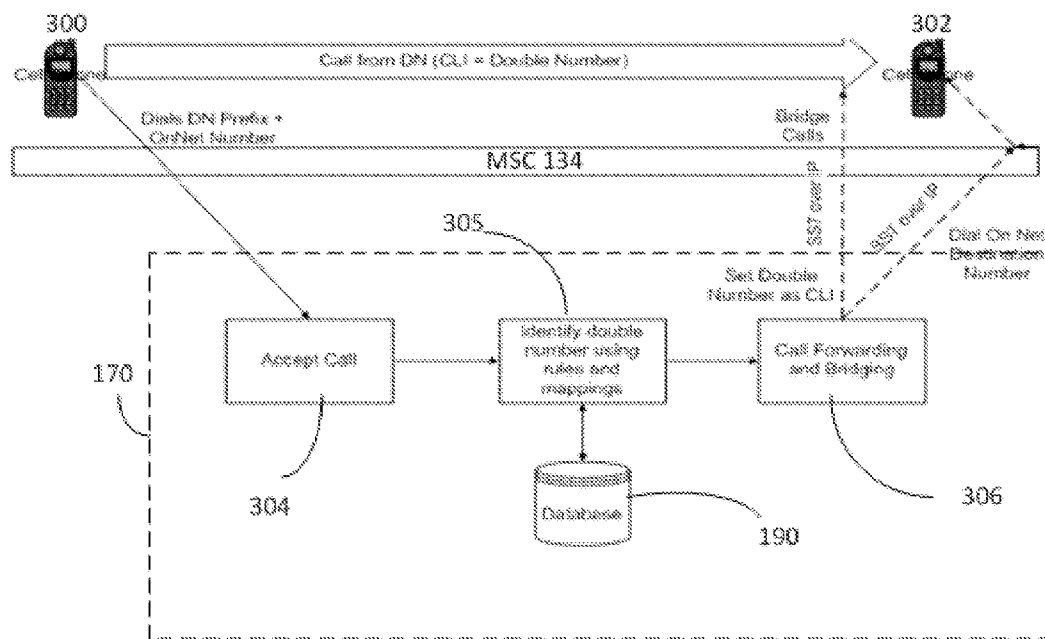 300
302
Call from DN (CLI = Double Number)
Dials DN Prefix +
OnNet Number
Bridge
Calls
MSC 134
SS7 over IP
SS7 over IP
305
Dial On Net
Destination
Number
Set Double
Number as CLI
Accept Call
Identify double
number using
rules and
mappings
Call Forwarding
and Bridging
170
304
Database
190
306